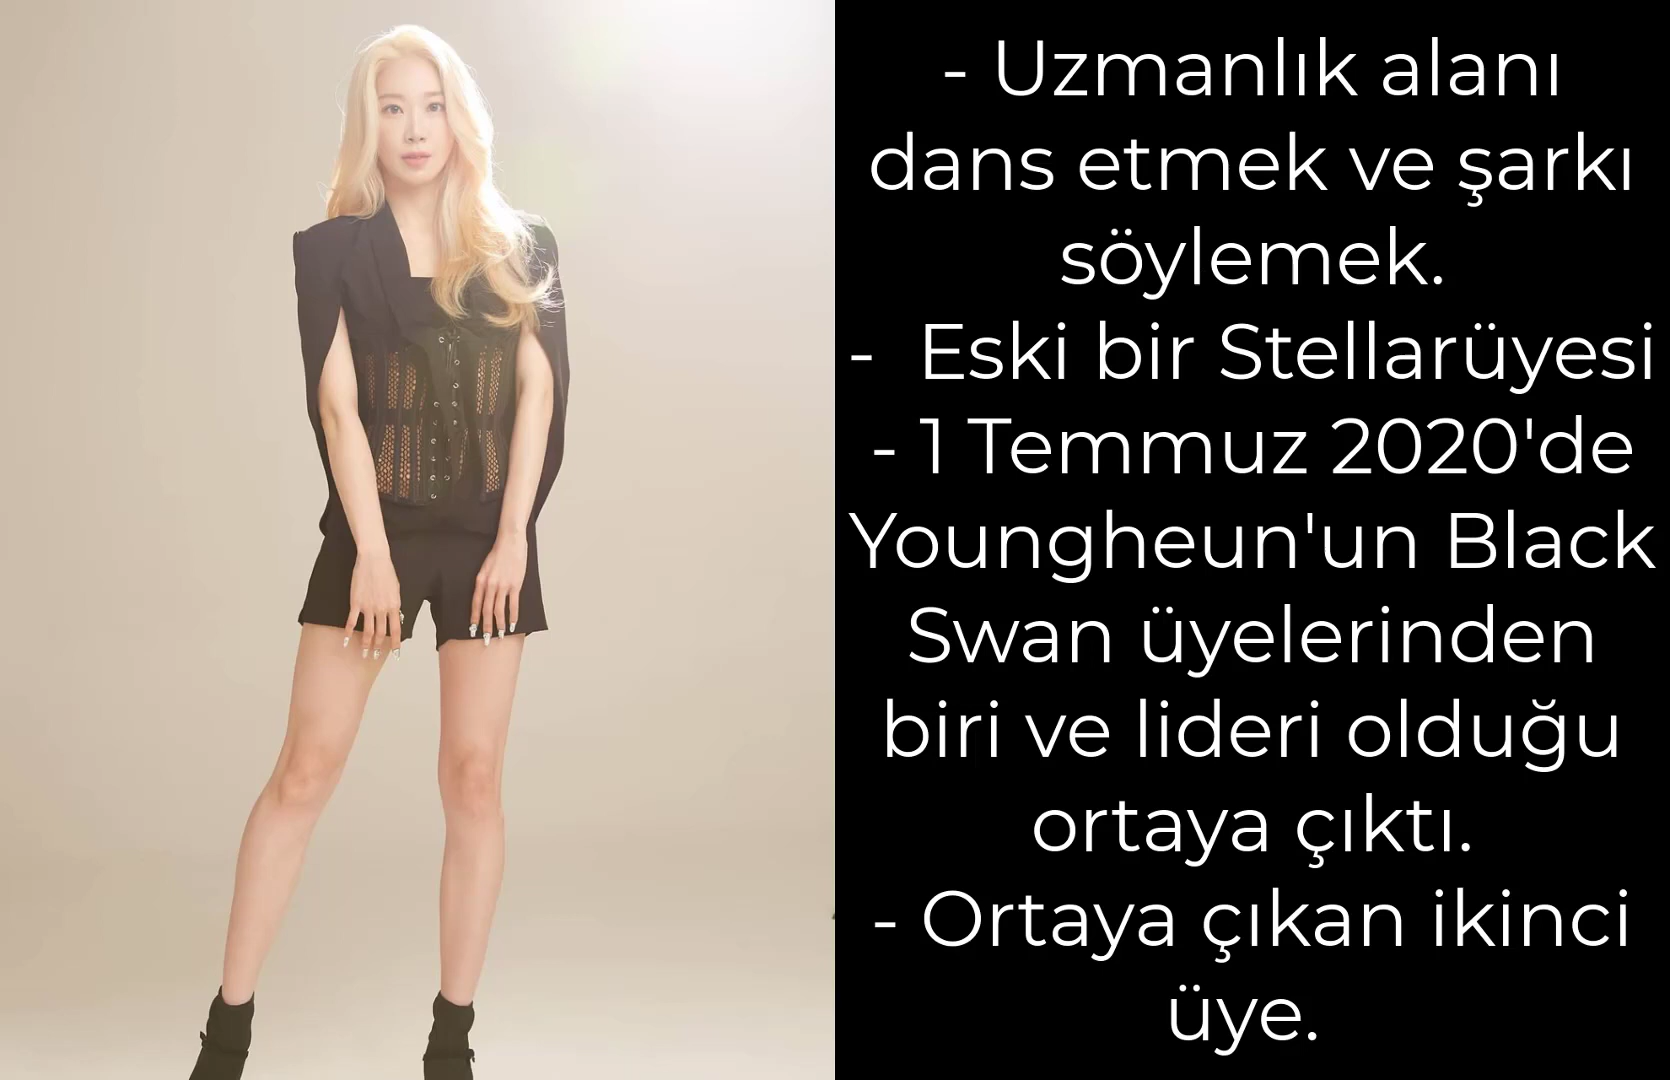 - Uzmanlık alanı
dans etmek ve şarkı
söylemek.
- Eski bir Stellarüyesi
- 1 Temmuz 2020'de
Youngheun'un Black
Swan üyelerinden
biri ve lideri olduğu
ortaya çıktı.
- Ortaya çıkan ikinci
üye.